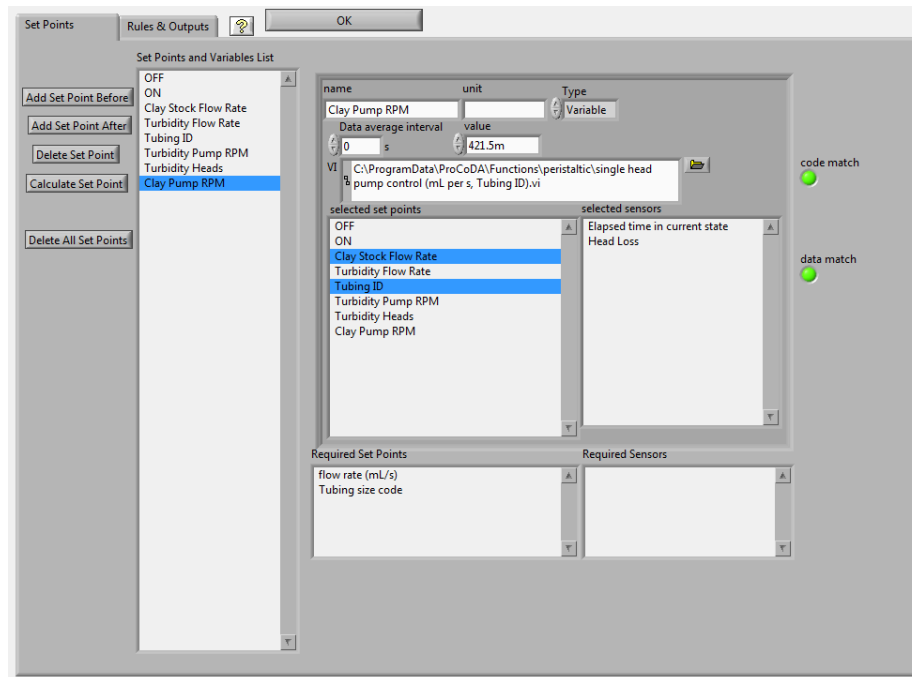 Set Points
Rules & Outputs
?
OK
Set Points and Variables List
OFF
ON
Clay Stock Flow Rate
Turbidity Flow Rate
Tubing ID
Turbidity Pump RPM
Turbidity Heads
Clay Pump RPM
Add Set Point Before
Add Set Point After
Delete Set Point
Calculate Set Point
Delete All Set Points
name
unit
Type
Clay Pump RPM
Variable
Data average interval
value
0
s
421.5m
VI
C:\ProgramData\ProCoDA\Functions\peristaltic\single head
pump control (mL per s, Tubing ID).vi
selected set points
OFF
ON
Clay Stock Flow Rate
Turbidity Flow Rate
Tubing ID
Turbidity Pump RPM
Turbidity Heads
Clay Pump RPM
selected sensors
Elapsed time in current state
Head Loss
code match
data match
Required Set Points
flow rate (mL/s)
Tubing size code
Required Sensors